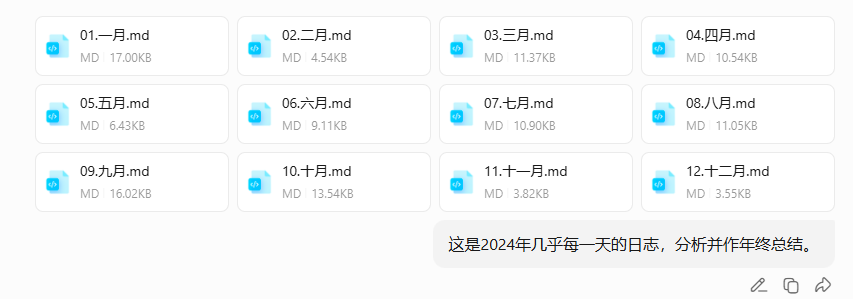 01.一月.md
MD 17.00KB
02.二月.md
MD 4.54KB
03.三月.md
MD 11.37KB
04.四月.md
MD 10.54KB
05.五月.md
MD 6.43KB
06.六月.md
MD 9.11KB
07.七月.md
MD 10.90KB
08.八月.md
MD 11.05KB
09.九月.md
MD 16.02KB
10.十月.md
MD 13.54KB
11.十一月.md
MD 3.82KB
12.十二月.md
MD 3.55KB
这是2024年几乎每一天的日志，分析并作年终总结。